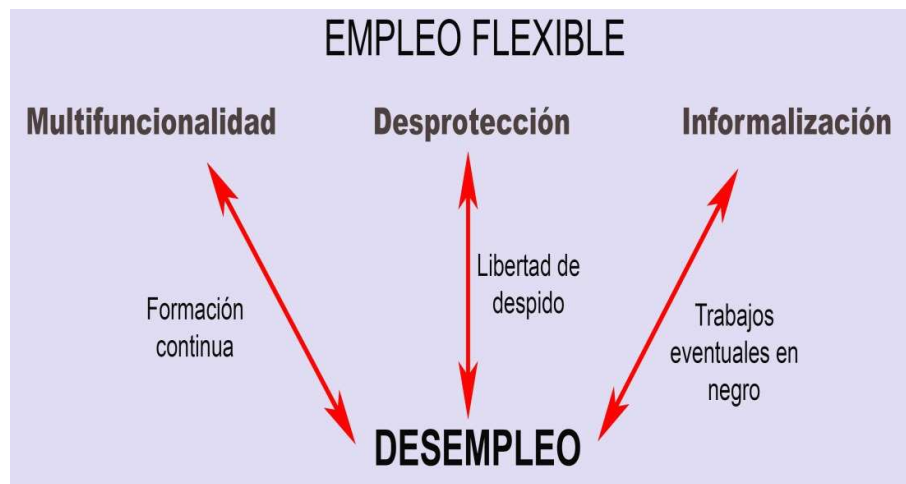 EMPLEO FLEXIBLE
Multifuncionalidad
Desprotección
Informalización
Formación
continua
Libertad de
despido
Trabajos
eventuales en
negro
DESEMPLEO